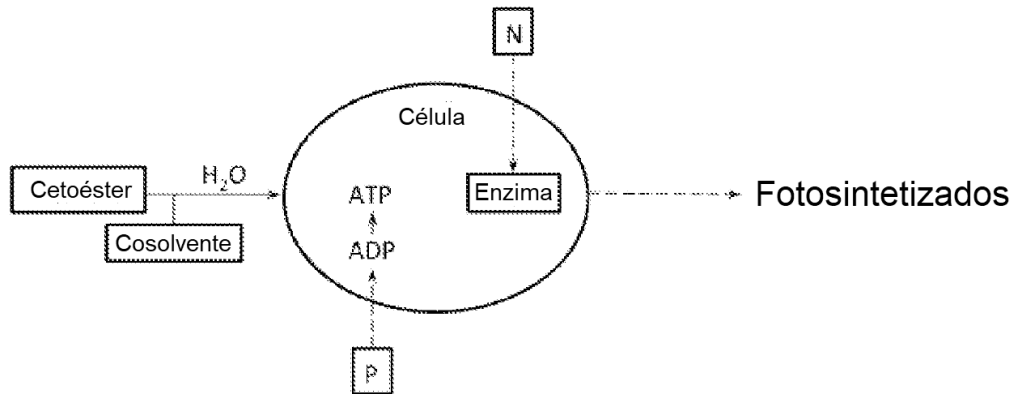 N
Célula
H₂O
Cetoéster
ATP
Enzima
Fotosintetizados
Cosolvente
ADP
P